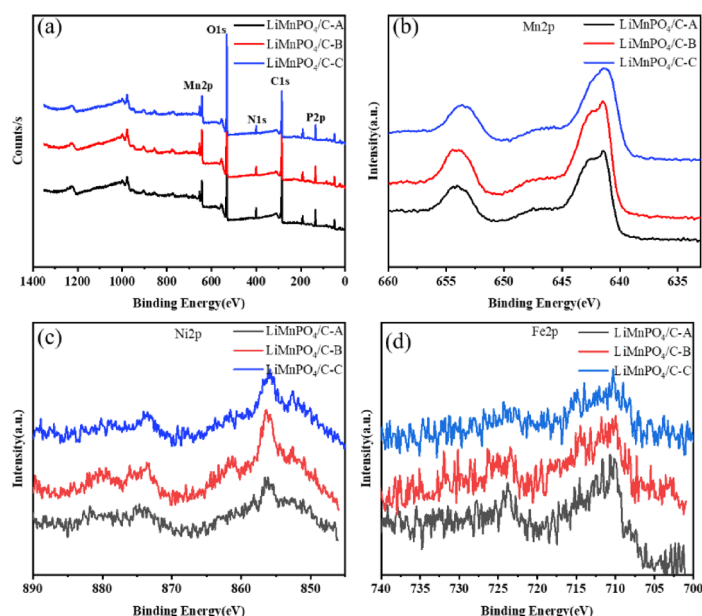 (a)
LiMnPO4/C-A
LiMnPO4/C-B
LiMnPO4/C-C
O1s
C1s
Mn2p
N1s
P2p
Counts/s
1400 1200 1000 800 600 400 200 0
Binding Energy(eV)
(b)
Mn2p
LiMnPO4/C-A
LiMnPO4/C-B
LiMnPO4/C-C
Intensity(a.u.)
660 650 645 640
Binding Energy(eV)
(c)
Ni2p
LiMnPO4/C-A
LiMnPO4/C-B
LiMnPO4/C-C
Intensity(a.u.)
890 880 870 860 850
Binding Energy(eV)
(d)
Fe2p
LiMnPO4/C-A
LiMnPO4/C-B
LiMnPO4/C-C
Intensity(a.u.)
740 735 730 725 720 715 710 705 700
Binding Energy(eV)